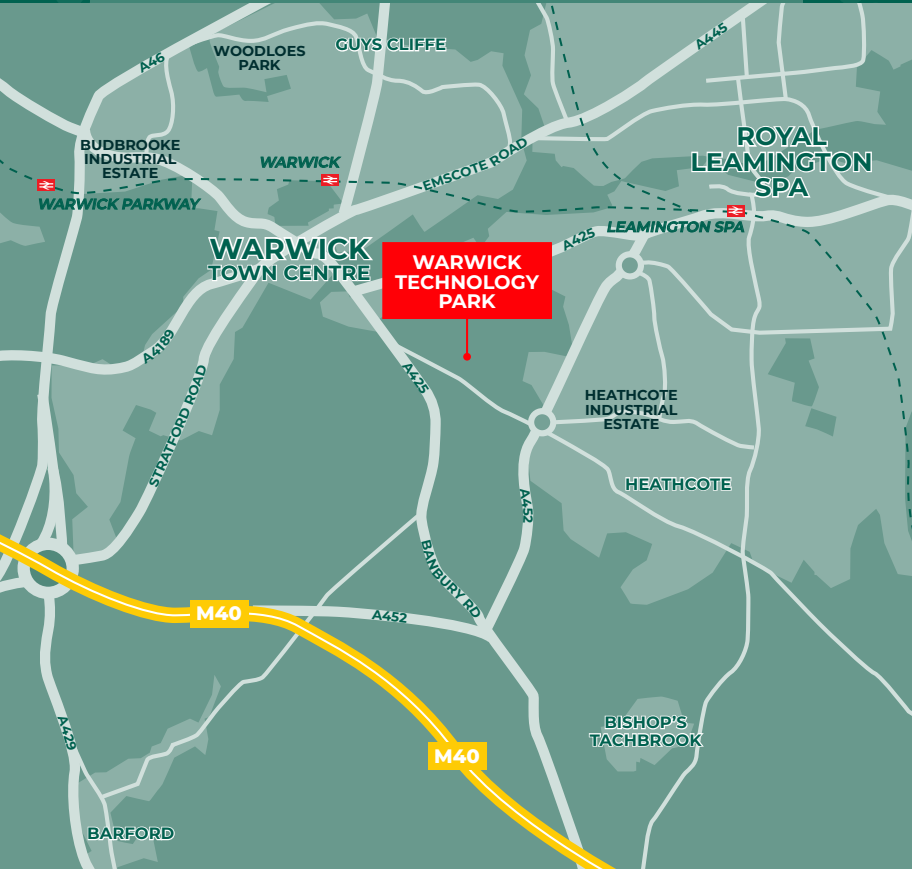 GUYS CLIFFE
A445
WOODLOES
PARK
A46
ROYAL
LEAMINGTON
SPA
BUDBROOKE
INDUSTRIAL
ESTATE
WARWICK
EMSCOTE ROAD
WARWICK PARKWAY
LEAMINGTON SPA
A425
WARWICK
TOWN CENTRE
WARWICK
TECHNOLOGY
PARK
A4189
A425
STRATFORD ROAD
HEATHCOTE
INDUSTRIAL
ESTATE
HEATHCOTE
A452
BANBURY RD
M40
A452
A429
BISHOP'S
TACHBROOK
M40
BARFORD